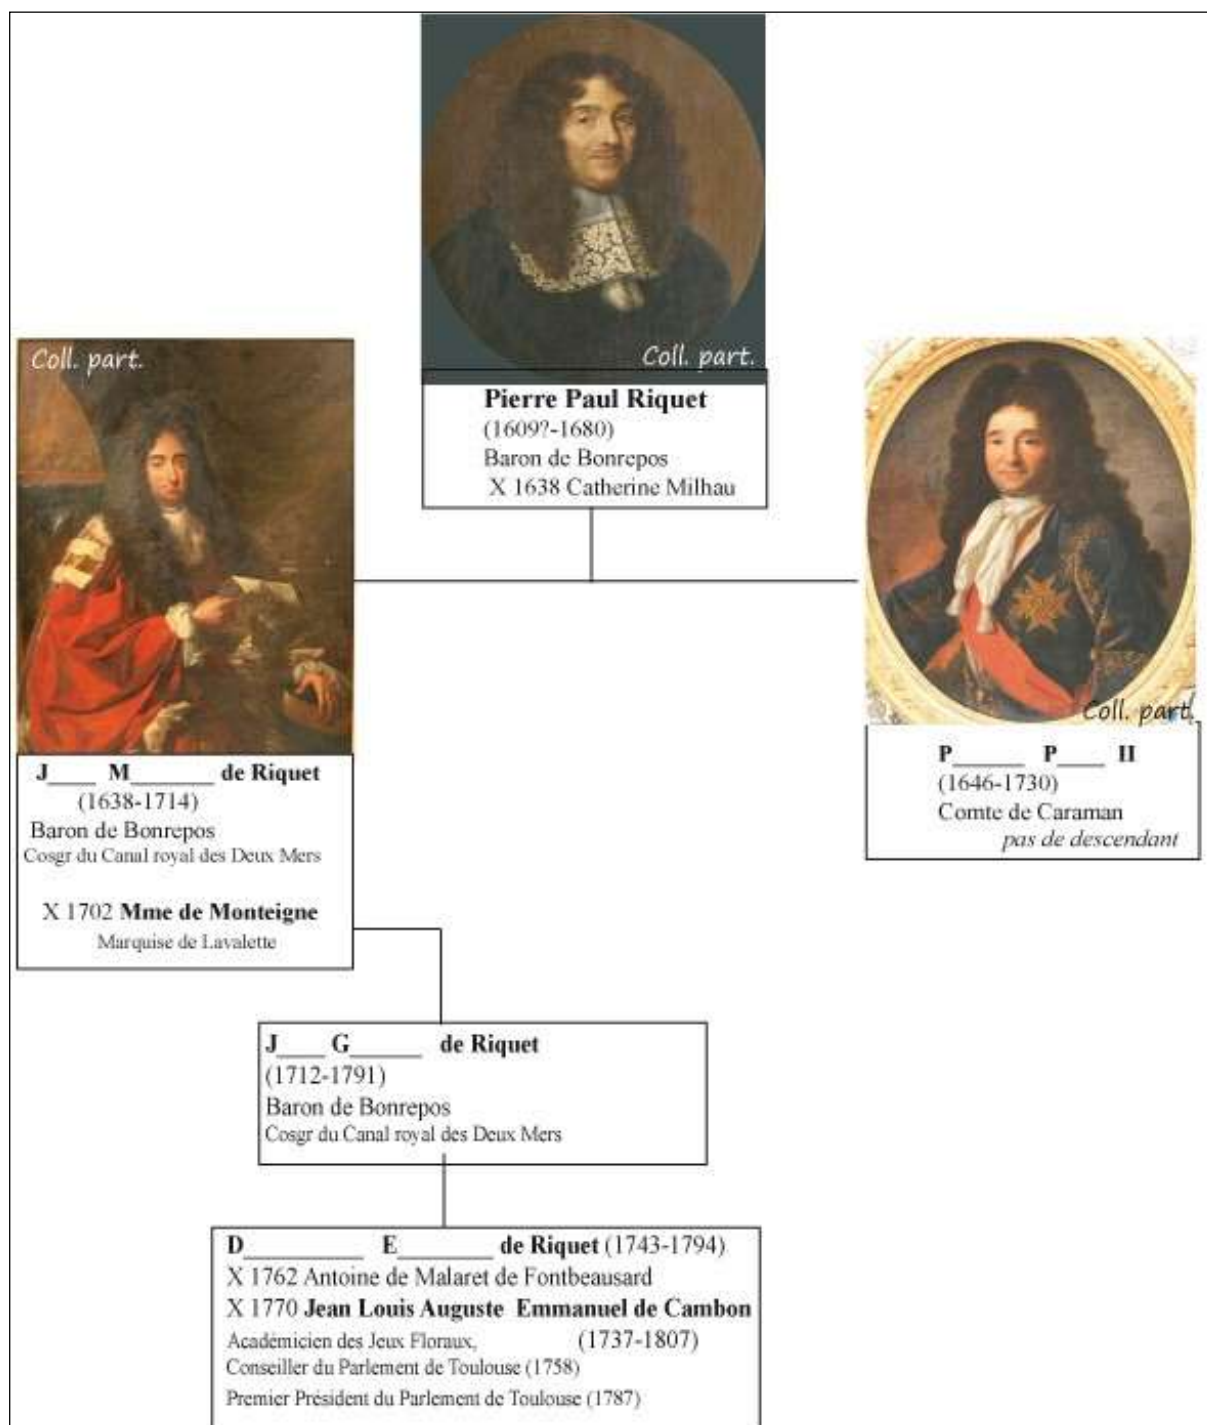 Coll. part.
Pierre Paul Riquet
(1609?-1680)
Baron de Bonrepos
X 1638 Catherine Milhau
Coll. part.
J____ M_______ de Riquet
(1638-1714)
Baron de Bonrepos
Cosgr du Canal royal des Deux Mers
X 1702 Mme de Monteigne
Marquise de Lavalette
Coll. part.
P______ P____ II
(1646-1730)
Comte de Caraman
pas de descendant
J____ G______ de Riquet
(1712-1791)
Baron de Bonrepos
Cosgr du Canal royal des Deux Mers
D__________ E________ de Riquet (1743-1794)
X 1762 Antoine de Malaret de Fontbeausard
X 1770 Jean Louis Auguste Emmanuel de Cambon
Académicien des Jeux Floraux, (1737-1807)
Conseiller du Parlement de Toulouse (1758)
Premier Président du Parlement de Toulouse (1787)